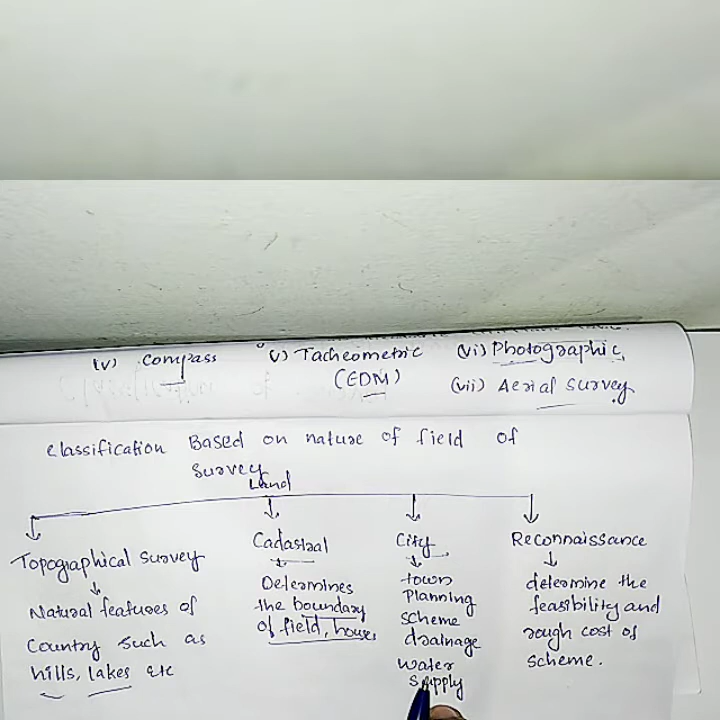 (v) Compass
(v) Tacheometric
(EDM)
(vi) Photographic,
(vii) Aerial survey
Classification Based on nature of field of
survey
Land
Topographical survey
Natural features of
Country such as
hills, lakes etc
Cadastral
Determines
the boundary
of field, house,
City
town
Planning
scheme
drainage
water
supply
Reconnaissance
determine the
feasibility and
rough cost of
scheme.